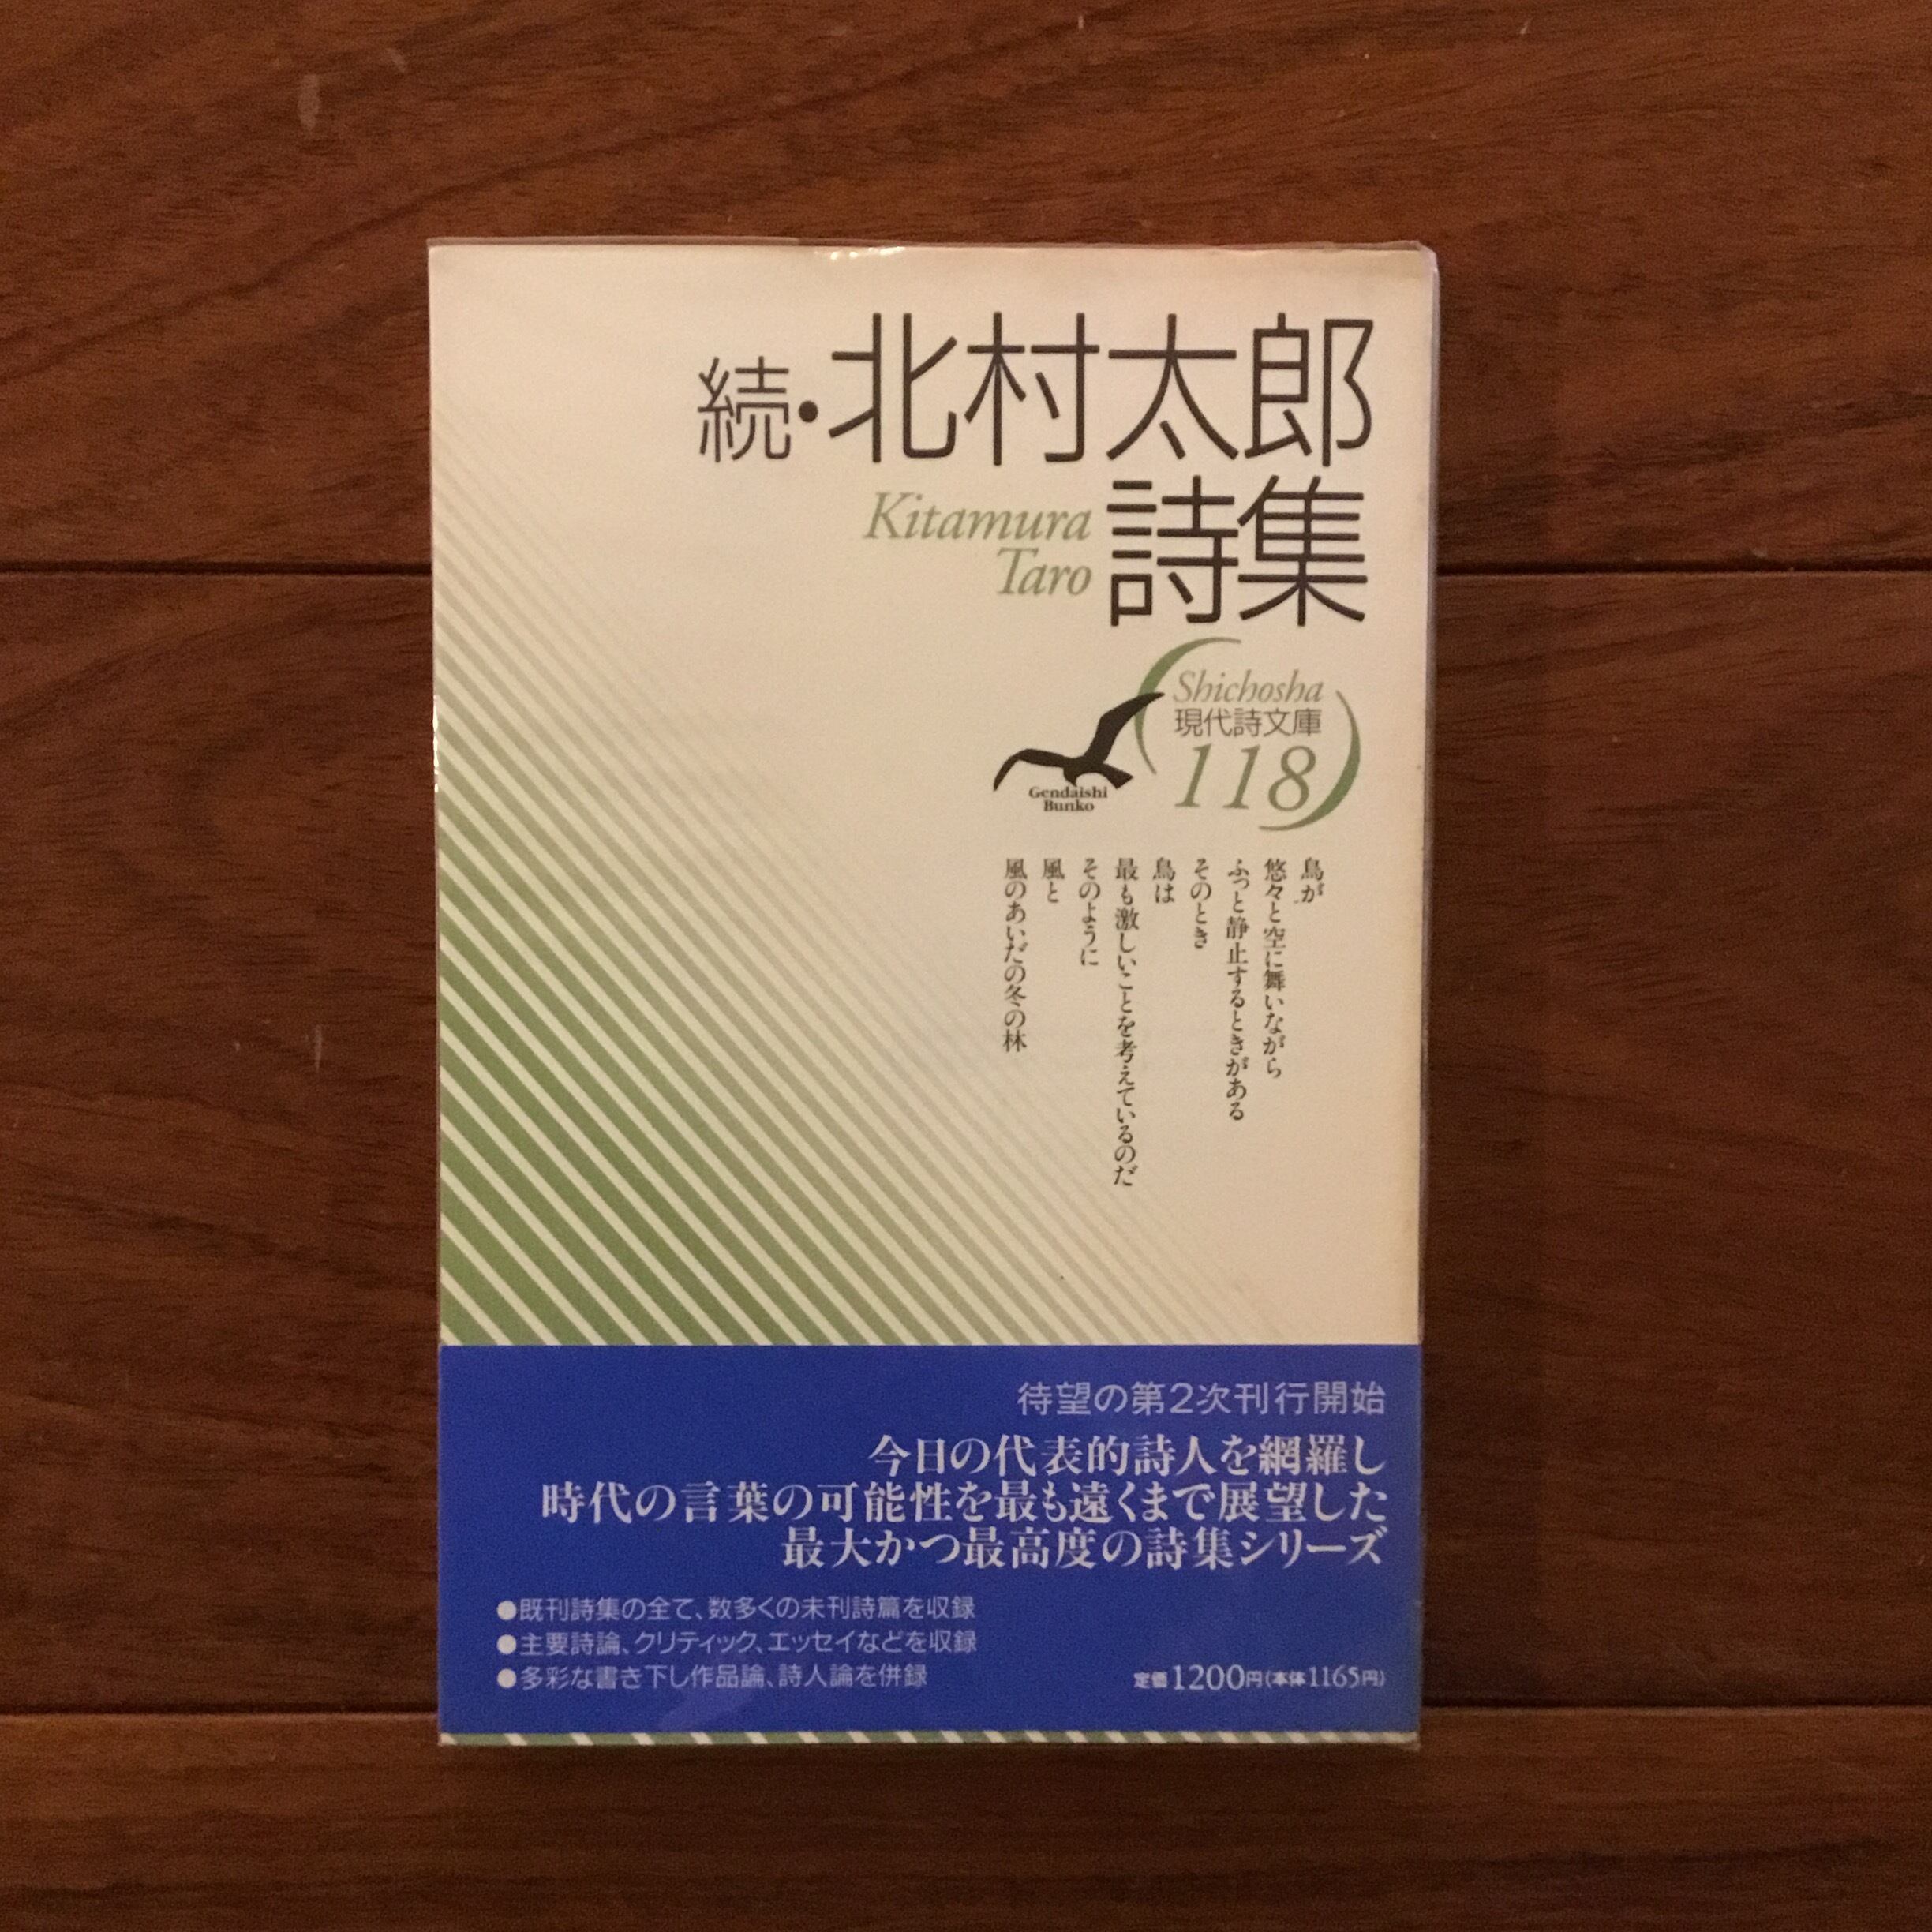 続・北村太郎
詩集
Kitamura
Taro
Shichosha
現代詩文庫
118
Gendaishi
Bunko
鳥が
悠々と空に舞いながら
ふっと静止するときがある
そのとき
鳥は
最も激しいことを考えているのだ
そのように
風と
風のあいだの冬の林
待望の第2次刊行開始
今日の代表的詩人を網羅し
時代の言葉の可能性を最も遠くまで展望した
最大かつ最高度の詩集シリーズ
●既刊詩集の全て、数多くの未刊詩篇を収録
●主要詩論、クリティック、エッセイなどを収録
●多彩な書き下し作品論、詩人論を併録
定価1200円(本体1165円)